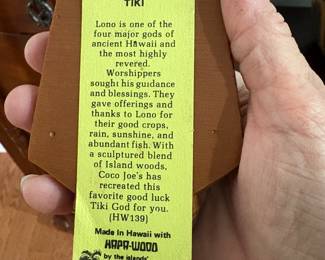 TIKI
Lono is one of the
four major gods of
ancient Hawaii and
the most highly
revered.
Worshippers
sought his guidance
and blessings. They
gave offerings and
thanks to Lono for
their good crops,
rain, sunshine, and
abundant fish. With
a sculptured blend
of Island woods,
Coco Joe's has
recreated this
favorite good luck
Tiki God for you.
(HW139)
Made in Hawaii with
HAPA-WOOD
by the islands'